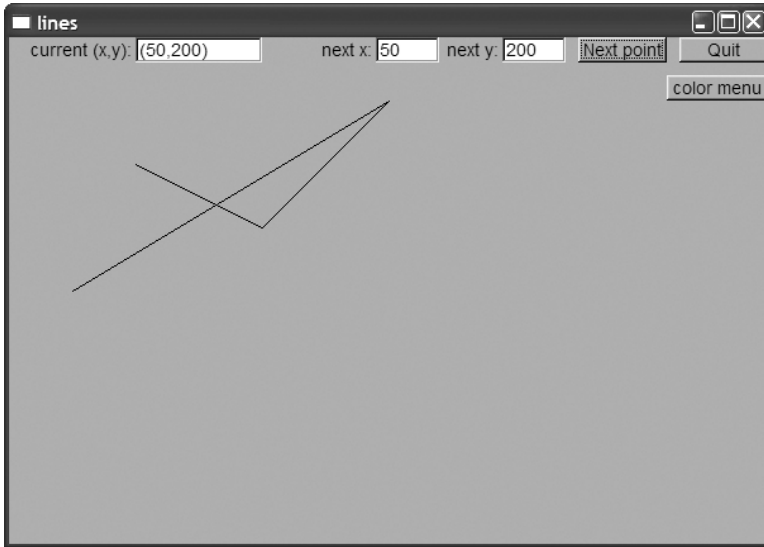 lines
current (x,y): (50,200) next x: 50 next y: 200 Next point Quit
color menu